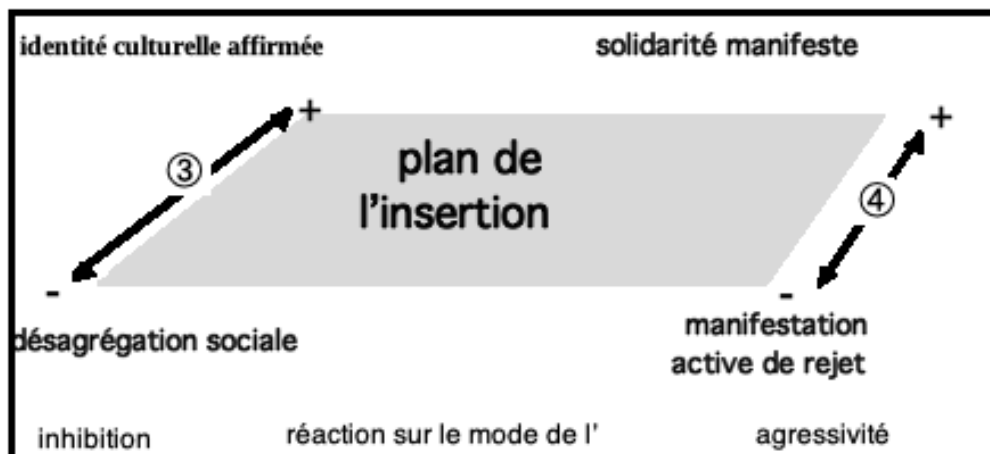 identité culturelle affirmée
solidarité manifeste
+
+
③
plan de
l'insertion
④
-
-
désagrégation sociale
manifestation
active de rejet
inhibition
réaction sur le mode de l'
agressivité